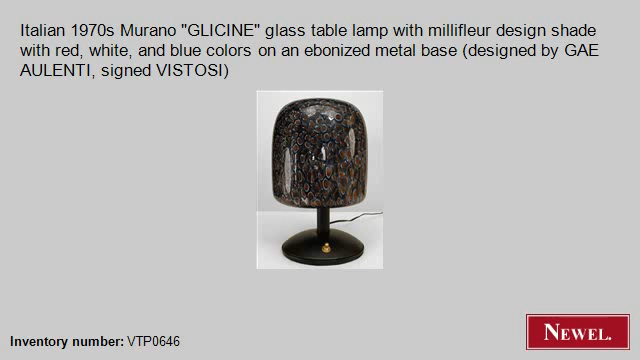 Italian 1970s Murano "GLICINE" glass table lamp with millifleur design shade
with red, white, and blue colors on an ebonized metal base (designed by GAE
AULENTI, signed VISTOSI)
NEWEL.
Inventory number: VTP0646